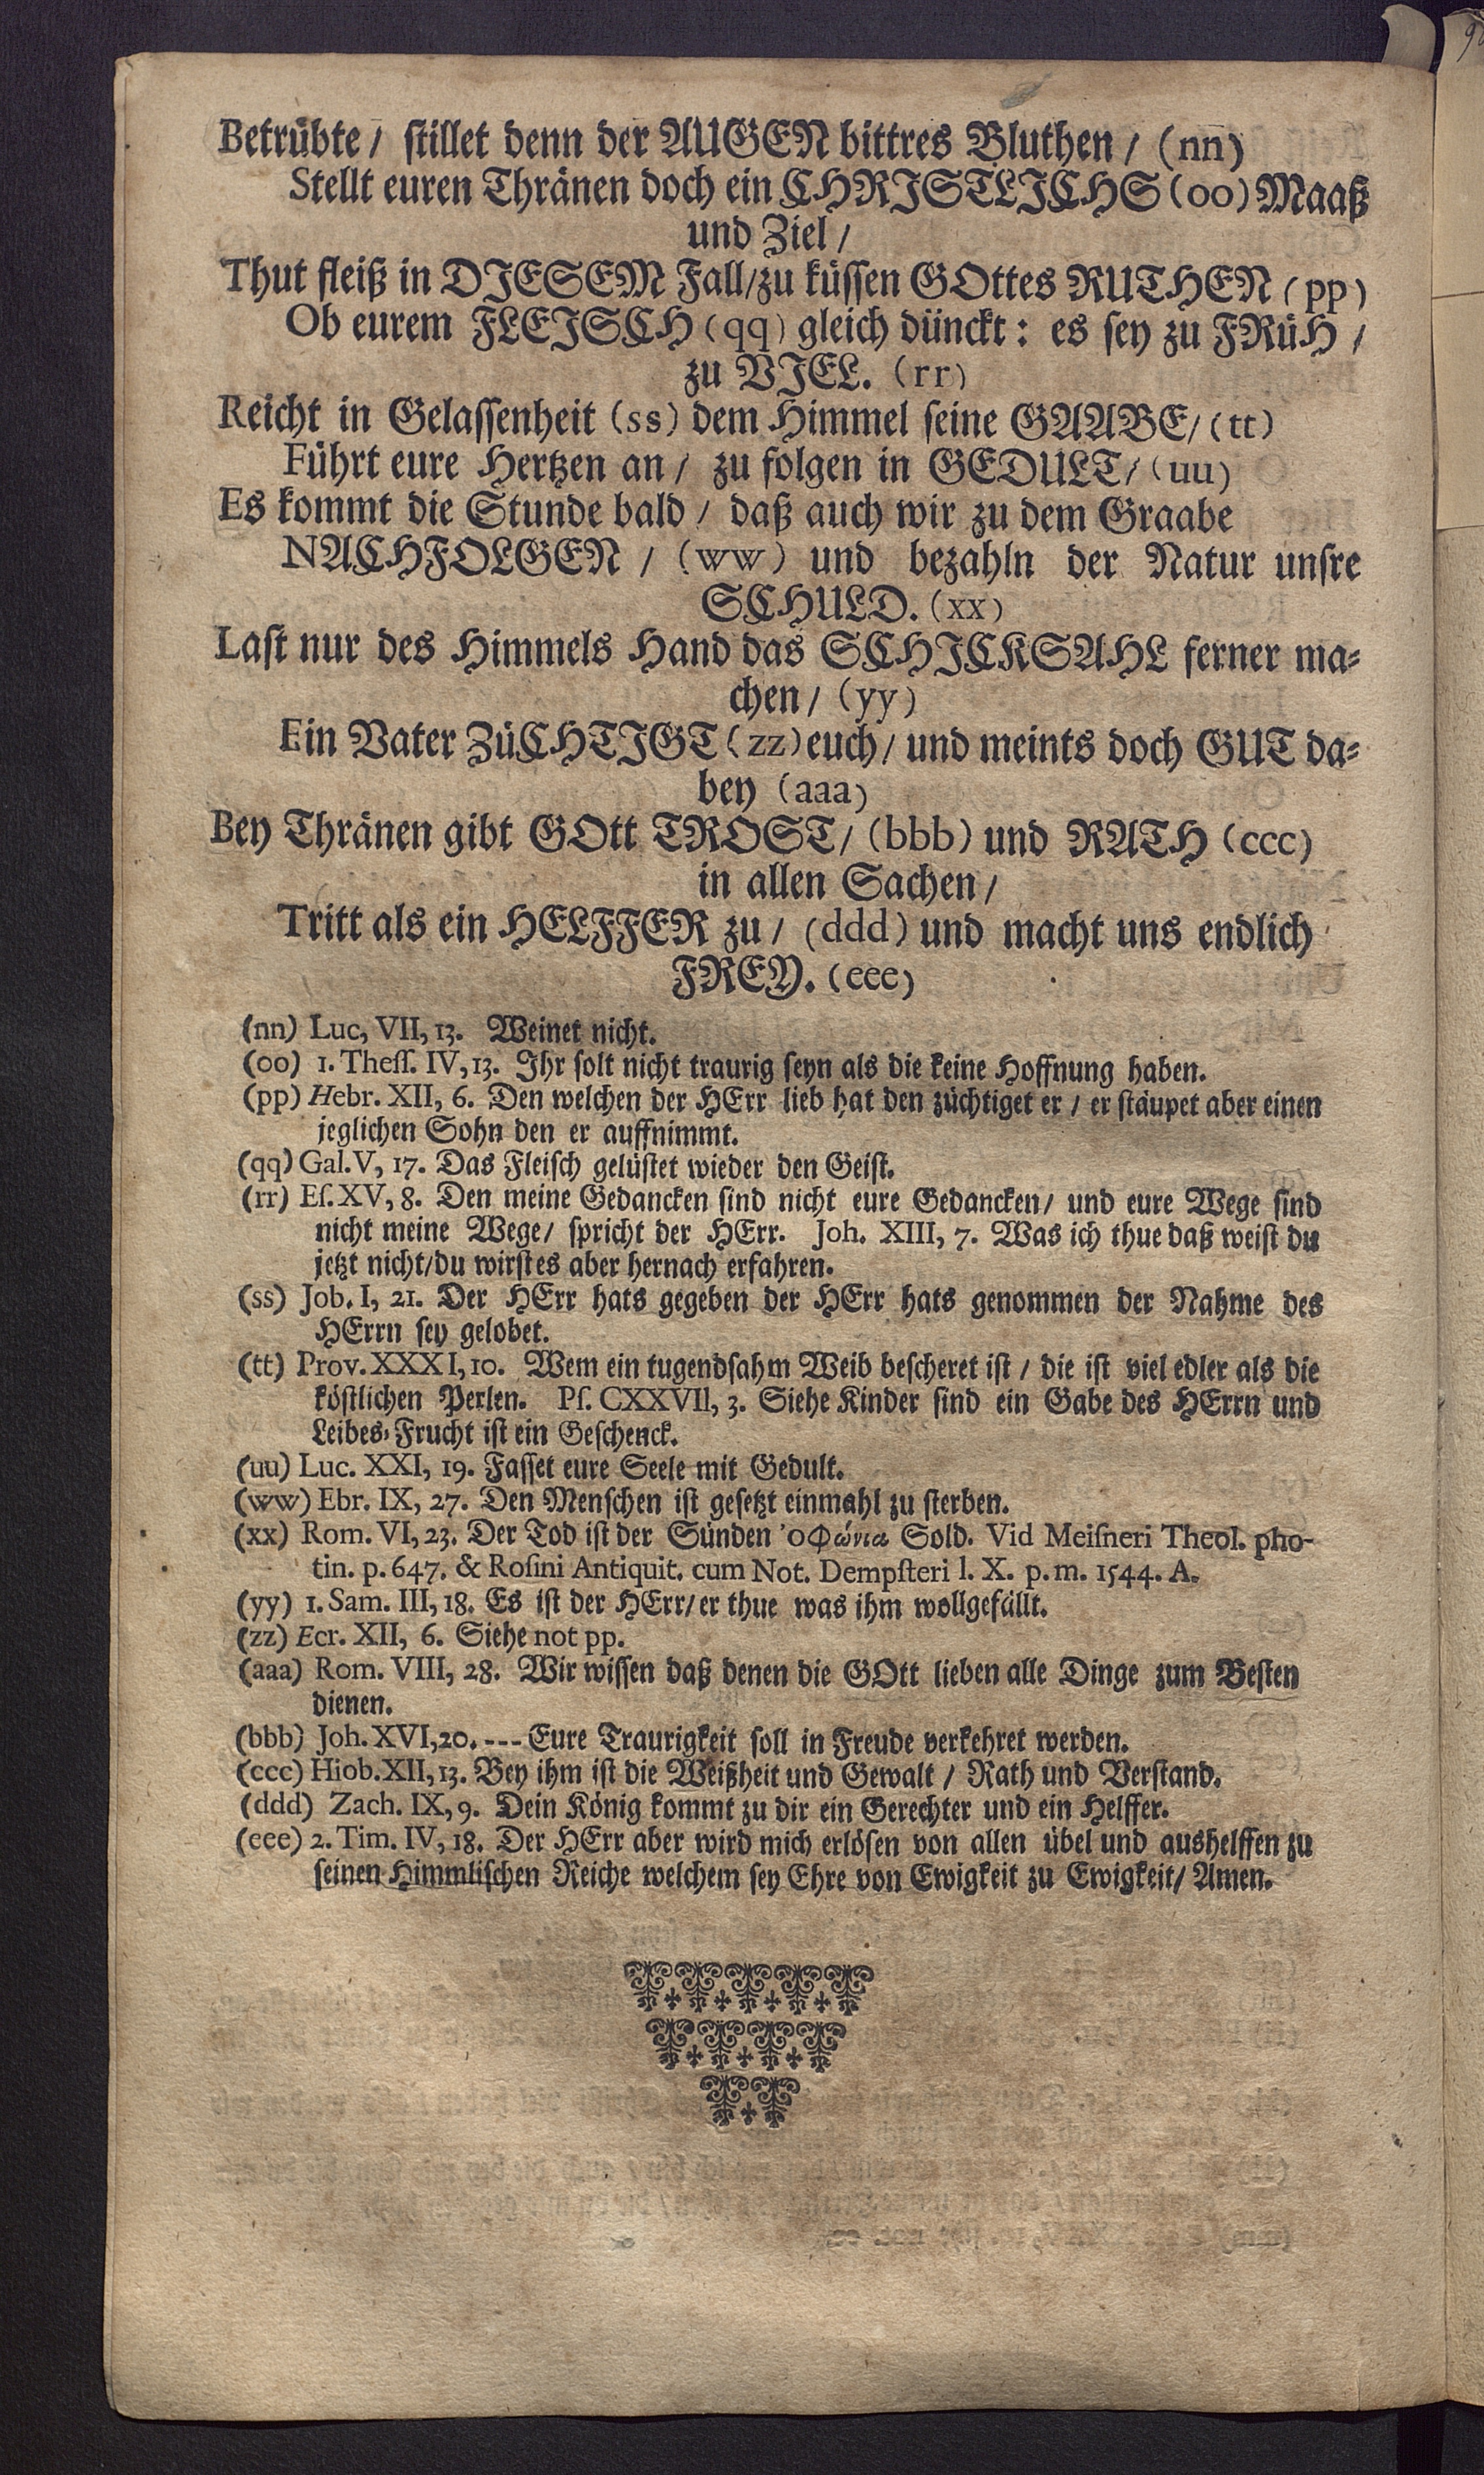 Betrübte / stillet denn der AUGEN bittres Bluthen / (nn)
Stellt euren Thränen doch ein CHRISTLICHS (oo) Maaß
und Ziel /
Thut fleiß in DIESEM Fall/zu küssen GOttes RUTHEN (pp)
Ob eurem FLEISCH (qq) gleich dünckt: es sey zu FRüH /
zu VIEL. (rr)
Reicht in Gelassenheit (ss) dem Himmel seine GAABE/ (tt)
Führt eure Hertzen an / zu folgen in GEDULT/ (uu)
Es kommt die Stunde bald / daß auch wir zu dem Graabe
NACHFOLGEN / (ww) und bezahln der Natur unsre
SCHULD. (xx)
Last nur des Himmels Hand das SCHICKSAHL ferner ma-
chen/ (yy)
Ein Vater ZüCHTIGT (zz) euch/ und meints doch GUT da-
bey (aaa)
Bey Thränen gibt GOtt TROST/ (bbb) und RATH (ccc)
in allen Sachen/
Tritt als ein HELFFER zu/ (ddd) und macht uns endlich
FREY. (eee)
(nn) Luc, VII, 13. Weinet nicht.
(oo) 1. Theſſ. IV, 13. Ihr solt nicht traurig seyn als die keine Hoffnung haben.
(pp) Hebr. XII, 6. Den welchen der HErr lieb hat den züchtiget er / er stäupet aber einen
jeglichen Sohn den er auffnimmt.
(qq) Gal. V, 17. Das Fleisch gelüstet wieder den Geist.
(rr) Eſ. XV, 8. Den meine Gedancken sind nicht eure Gedancken/ und eure Wege sind
nicht meine Wege/ spricht der HErr. Joh. XIII, 7. Was ich thue daß weist du
jetzt nicht/du wirstes aber hernach erfahren.
(ss) Job. I, 21. Der HErr hats gegeben der HErr hats genommen der Nahme des
HErrn sey gelobet.
(tt) Prov. XXXI, 10. Wem ein tugendsahm Weib bescheret ist / die ist viel edler als die
köstlichen Perlen. Pſ. CXXVII, 3. Siehe Kinder sind ein Gabe des HErrn und
Leibes-Frucht ist ein Geschenck.
(uu) Luc. XXI, 19. Fasset eure Seele mit Gedult.
(ww) Ebr. IX, 27. Den Menschen ist gesetzt einmahl zu sterben.
(xx) Rom. VI, 23. Der Tod ist der Sünden ’οφώνια Sold. Vid Meiſneri Theol. pho-
tin. p. 647. & Roſini Antiquit. cum Not. Dempſteri l. X. p. m. 1544. A.
(yy) 1. Sam. III, 18. Es ist der HErr/er thue was ihm wollgefällt.
(zz) Ecr. XII, 6. Siehe not pp.
(aaa) Rom. VIII, 28. Wir wissen daß denen die GOtt lieben alle Dinge zum Besten
dienen.
(bbb) Joh. XVI, 20. --- Eure Traurigkeit soll in Freude verkehret werden.
(ccc) Hiob. XII, 13. Bey ihm ist die Weißheit und Gewalt / Rath und Verstand.
(ddd) Zach. IX, 9. Dein König kommt zu dir ein Gerechter und ein Helffer.
(eee) 2. Tim. IV, 18. Der HErr aber wird mich erlösen von allen übel und aushelffen zu
seinen Himmlischen Reiche welchem sey Ehre von Ewigkeit zu Ewigkeit/ Amen.